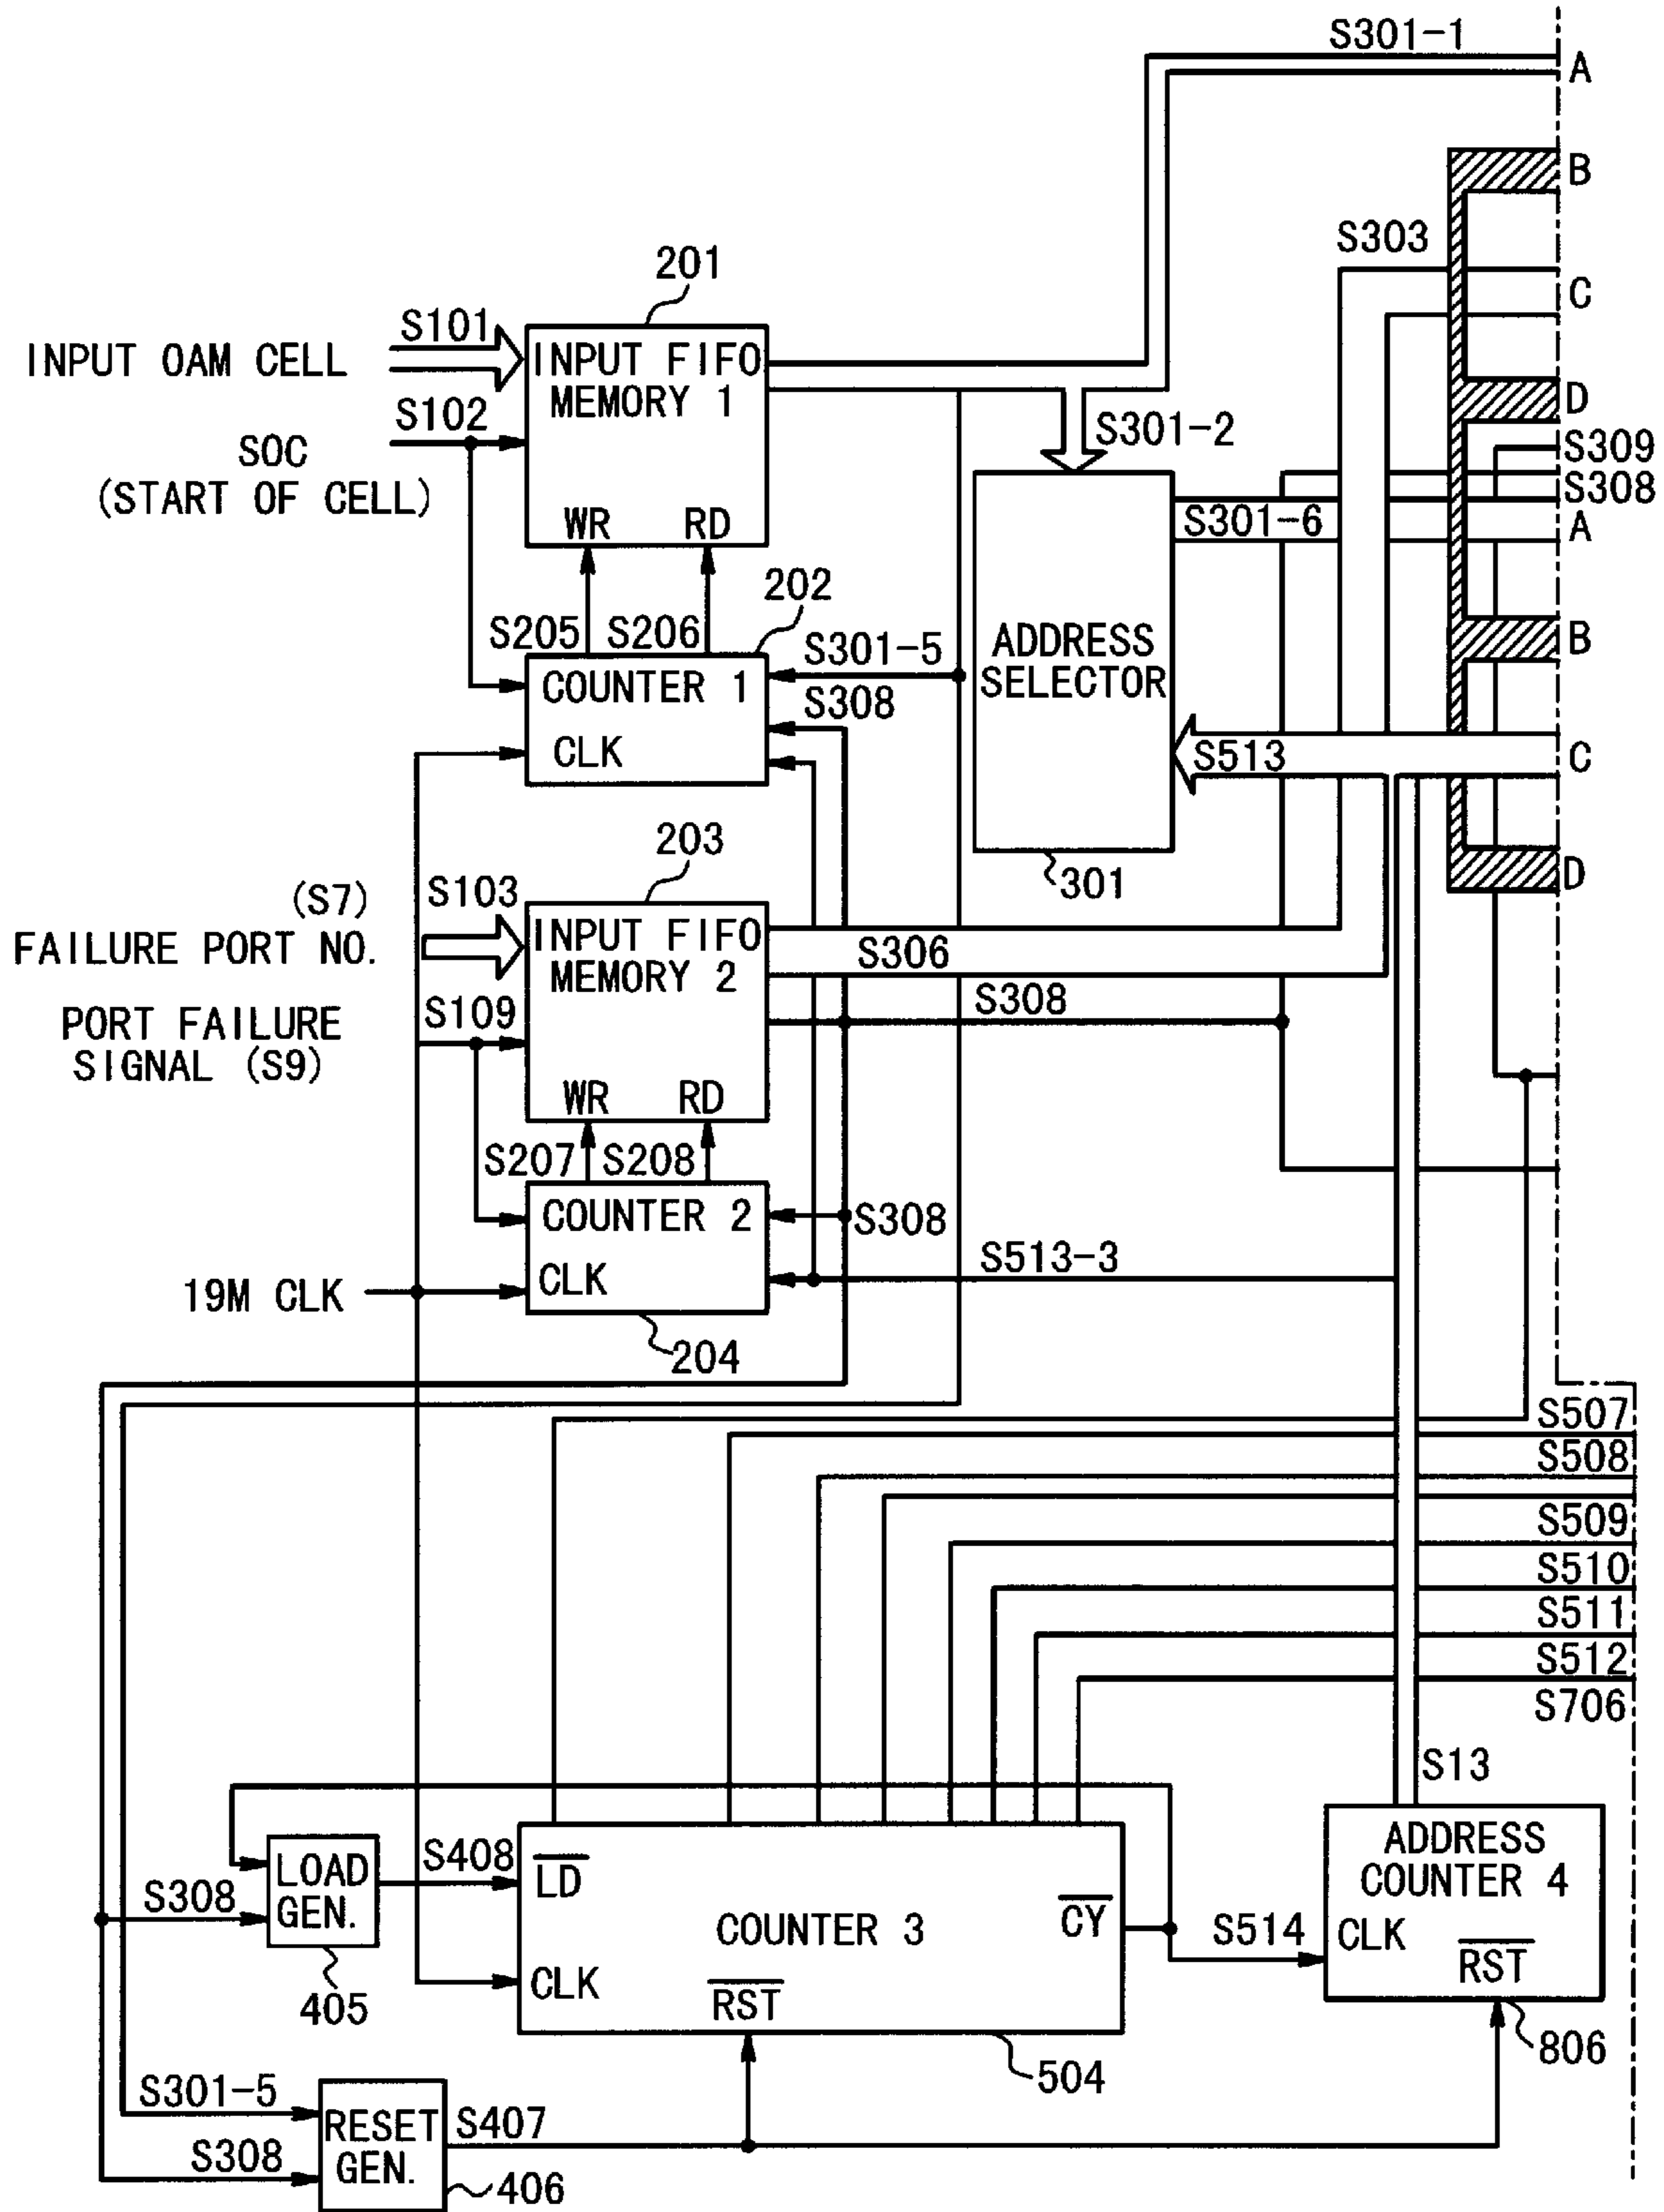 S301-1
A
B
S303
C
201
INPUT OAM CELL
S101
INPUT FIFO
MEMORY 1
S102
SOC
(START OF CELL)
WR RD
S301-2
D
S309
S308
S301-6
A
202
S205 S206
S301-5
COUNTER 1
S308
CLK
ADDRESS
SELECTOR
B
S513
C
301
D
203
(S7)
FAILURE PORT NO.
S103
INPUT FIFO
MEMORY 2
S306
S109
PORT FAILURE
SIGNAL (S9)
S308
WR RD
S207 S208
COUNTER 2
S308
CLK
S513-3
19M CLK
204
S507
S508
S509
S510
S511
S512
S706
S13
LOAD
GEN.
S408
S308
405
LD
COUNTER 3
CY
CLK
RST
S514
ADDRESS
COUNTER 4
CLK
RST
806
504
S301-5
RESET
GEN.
S407
S308
406